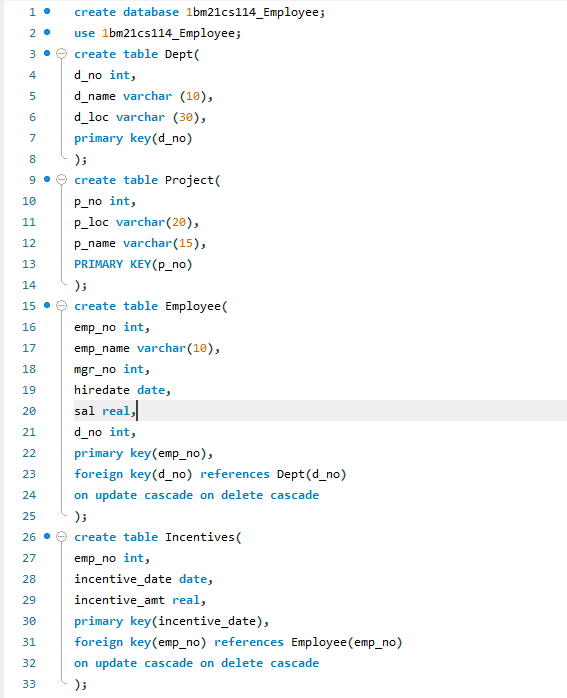 1 create database 1bm21cs114_Employee;
2 use 1bm21cs114_Employee;
3 create table Dept(
4 d_no int,
5 d_name varchar (10),
6 d_loc varchar (30),
7 primary key(d_no)
8 );
9 create table Project(
10 p_no int,
11 p_loc varchar(20),
12 p_name varchar(15),
13 PRIMARY KEY(p_no)
14 );
15 create table Employee(
16 emp_no int,
17 emp_name varchar(10),
18 mgr_no int,
19 hiredate date,
20 sal real,
21 d_no int,
22 primary key(emp_no),
23 foreign key(d_no) references Dept(d_no)
24 on update cascade on delete cascade
25 );
26 create table Incentives(
27 emp_no int,
28 incentive_date date,
29 incentive_amt real,
30 primary key(incentive_date),
31 foreign key(emp_no) references Employee(emp_no)
32 on update cascade on delete cascade
33 );